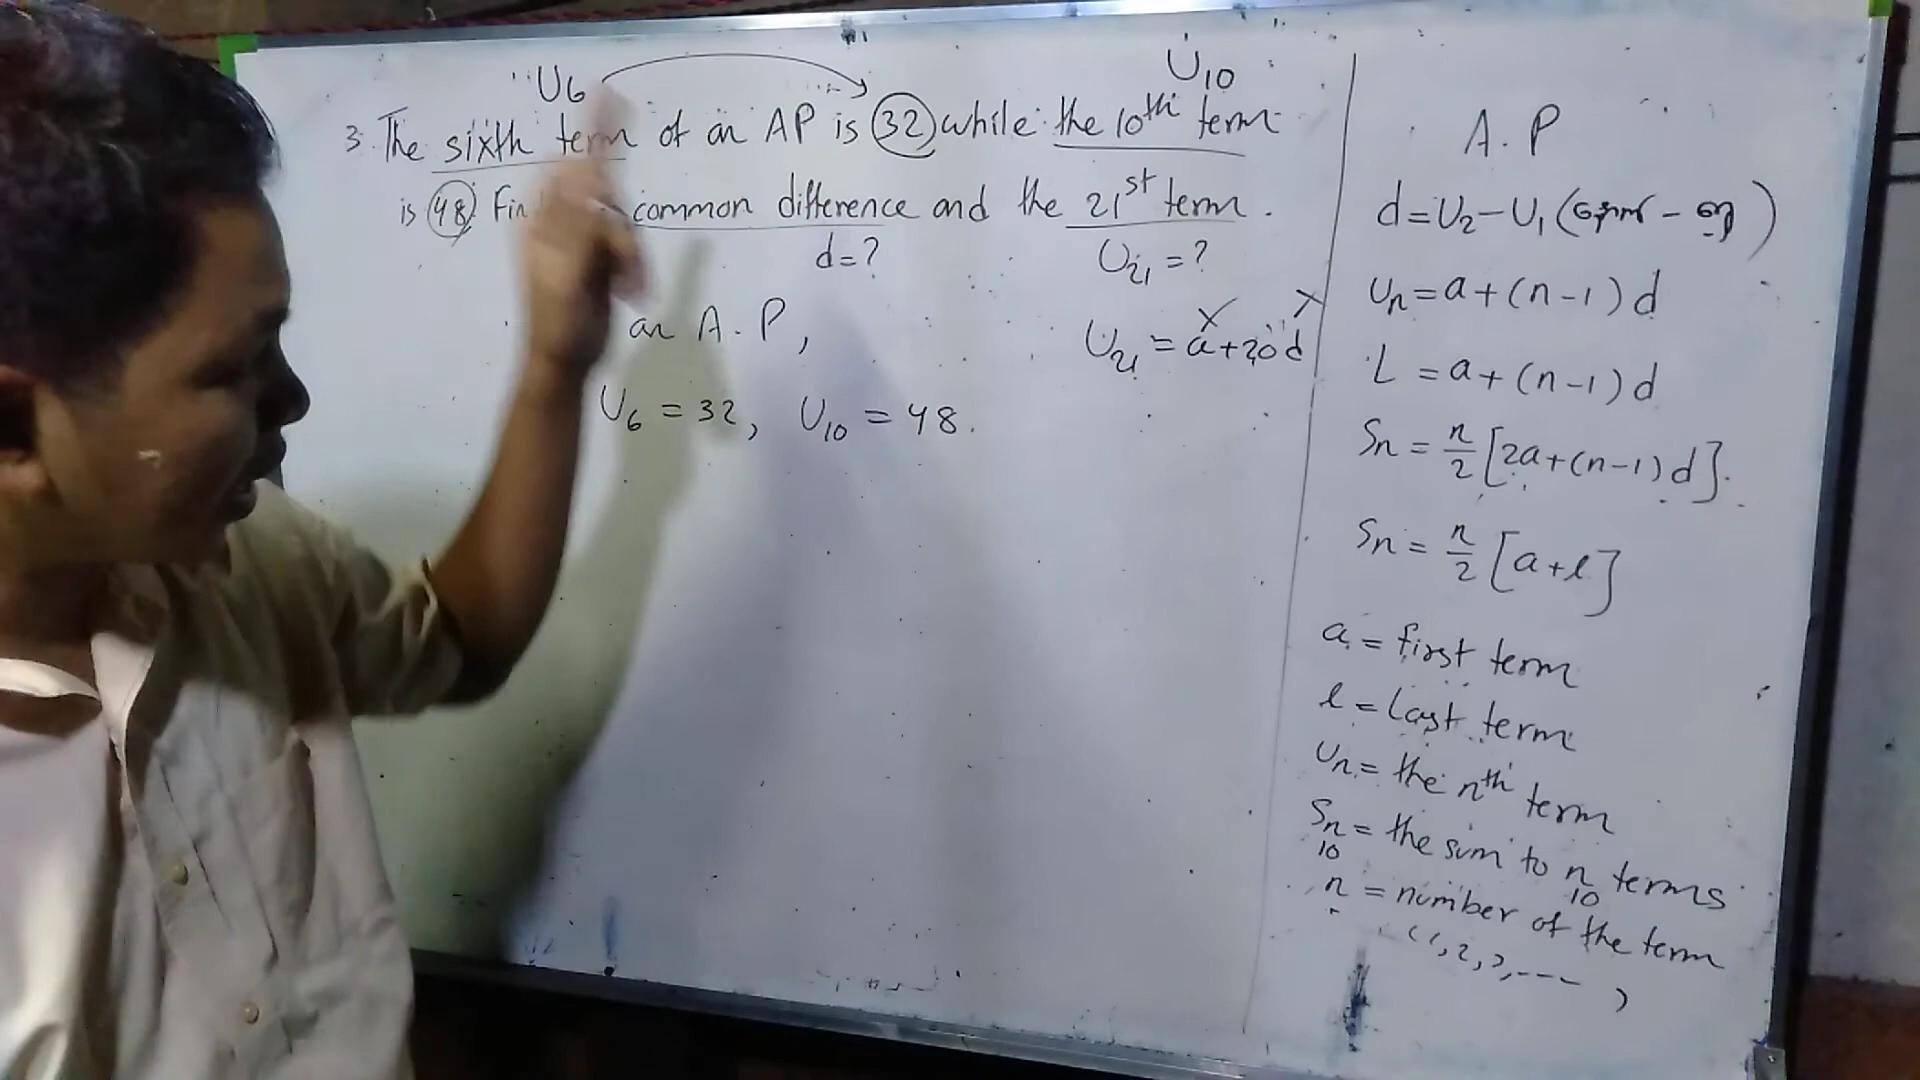 U6
U10
3. The sixth term of an AP is 32 while the 10th term
is 48. Fin common difference and the 21st term.
d=?
U21 = ?
an A.P,
U21 = a+20d
U6 = 32, U10 = 48.
A.P
d=U2-U1 (
Un=a+(n-1)d
L =a+(n-1)d
Sn = n/2 [2a+(n-1)d].
Sn = n/2 [a+l]
a = first term
l = last term
Un = the nth term
Sn = the sum to n terms
10 10
n = number of the term
(1,2,3,--- )